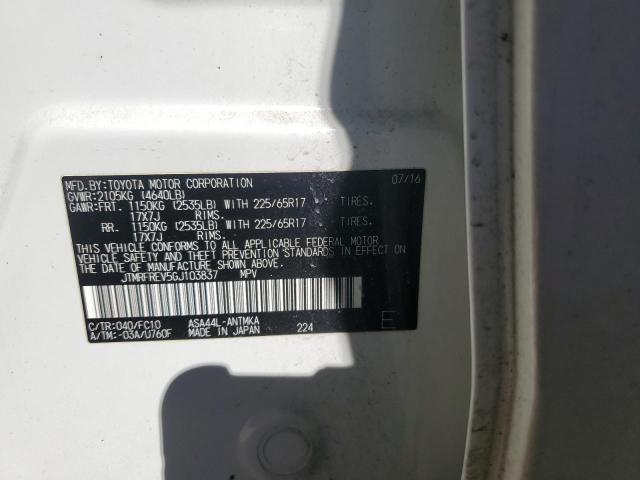 MFD.BY:TOYOTA MOTOR CORPORATION 07/16
GVWR:2105KG (4640LB)
GAWR:FRT. 1150KG (2535LB) WITH 225/65R17 TIRES.
17X7J RIMS.
RR. 1150KG (2535LB) WITH 225/65R17 TIRES.
17X7J RIMS.
THIS VEHICLE CONFORMS TO ALL APPLICABLE FEDERAL MOTOR
VEHICLE SAFETY AND THEFT PREVENTION STANDARDS IN EFFECT
ON THE DATE OF MANUFACTURE SHOWN ABOVE.
JTMRFREV5GJ103837 MPV
C/TR:040/FC10 ASA44L-ANTMKA
A/TM:-03A/U760F MADE IN JAPAN 224 E